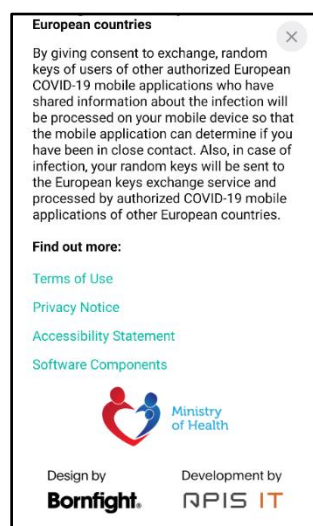 European countries
By giving consent to exchange, random
keys of users of other authorized European
COVID-19 mobile applications who have
shared information about the infection will
be processed on your mobile device so that
the mobile application can determine if you
have been in close contact. Also, in case of
infection, your random keys will be sent to
the European keys exchange service and
processed by authorized COVID-19 mobile
applications of other European countries.
Find out more:
Terms of Use
Privacy Notice
Accessibility Statement
Software Components
Ministry
of Health
Design by
Bornfight.
Development by
APIS IT